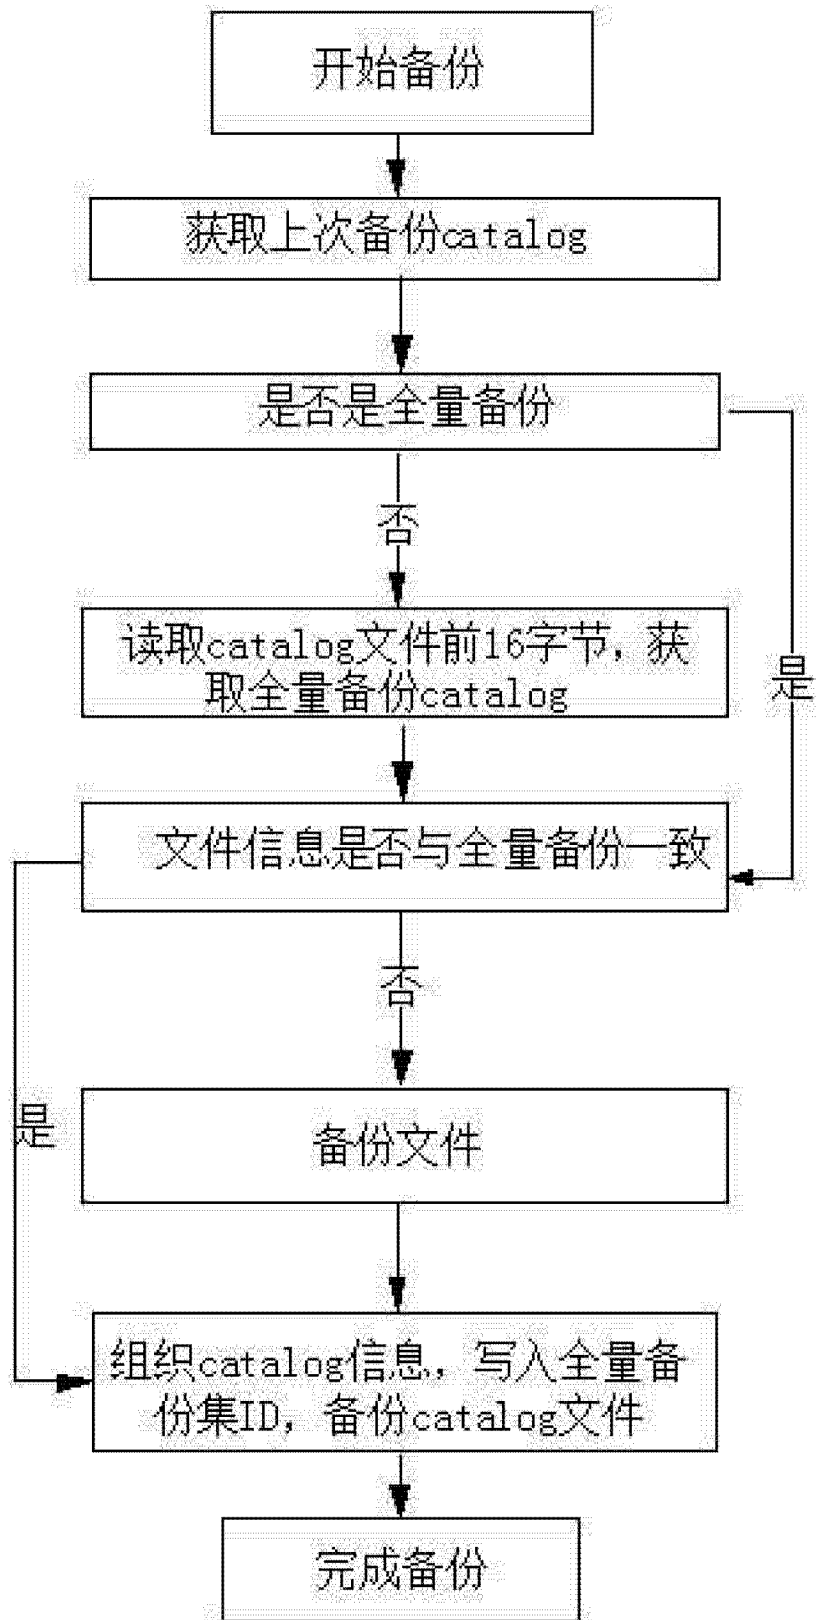 开始备份
获取上次备份catalog
是否是全量备份
否
读取catalog文件前16字节，获
取全量备份catalog
是
文件信息是否与全量备份一致
否
备份文件
是
组织catalog信息，写入全量备
份集ID，备份catalog文件
完成备份